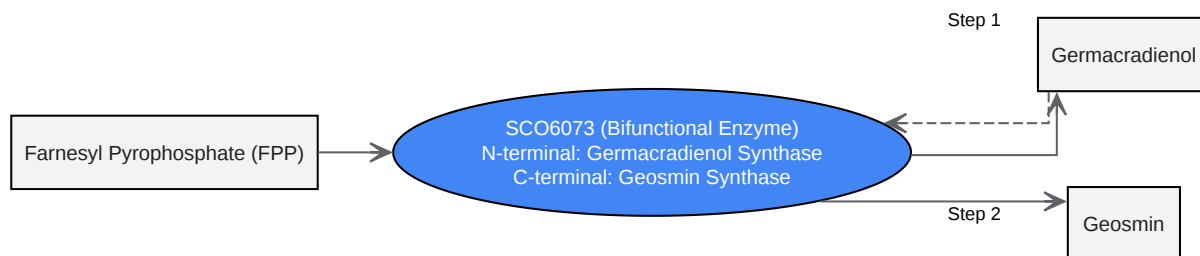 Step 1
Germacradienol
Farnesyl Pyrophosphate (FPP)
SCO6073 (Bifunctional Enzyme)
N-terminal: Germacradienol Synthase
C-terminal: Geosmin Synthase
Step 2
Geosmin